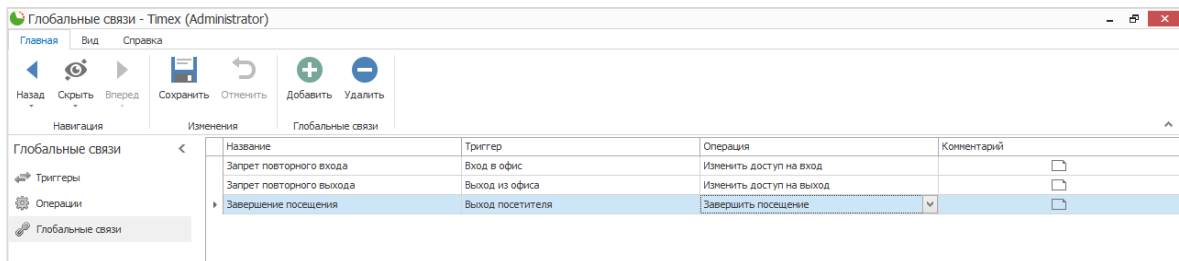 Глобальные связи - Timex (Administrator)
Главная Вид Справка
Назад Скрыть Вперед Сохранить Отменить Добавить Удалить
Навигация Изменения Глобальные связи
Глобальные связи
Название Триггер Операция Комментарий
Запрет повторного входа Вход в офис Изменить доступ на вход
Триггеры
Запрет повторного выхода Выход из офиса Изменить доступ на выход
Операции
Завершение посещения Выход посетителя Завершить посещение
Глобальные связи